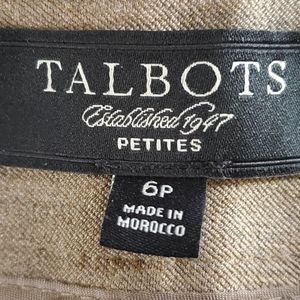 TALBOTS
Established 1947
PETITES
6P
MADE IN
MOROCCO